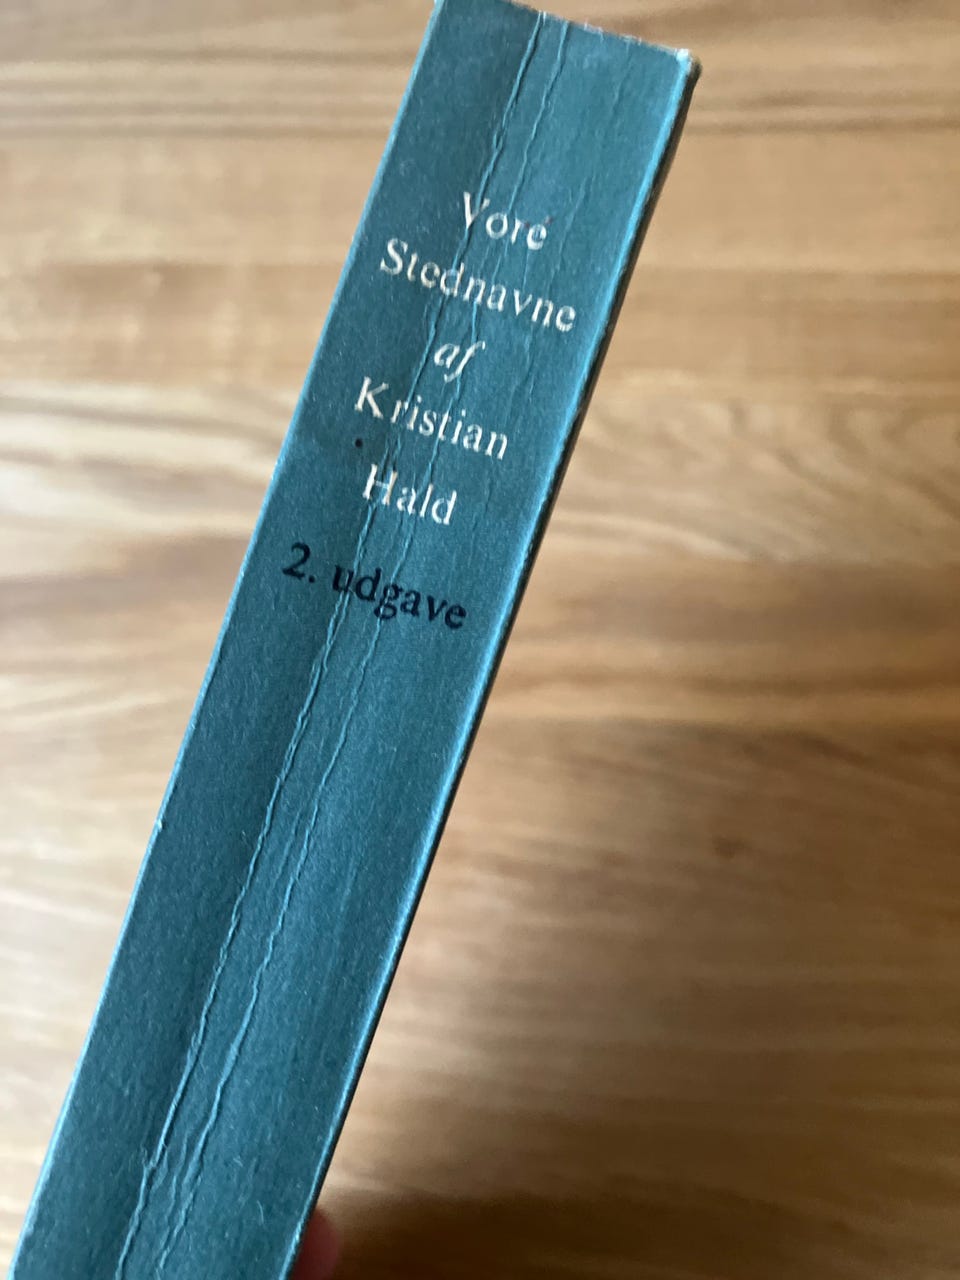 Vore
Stednavne
af
Kristian
Hald
2. udgave